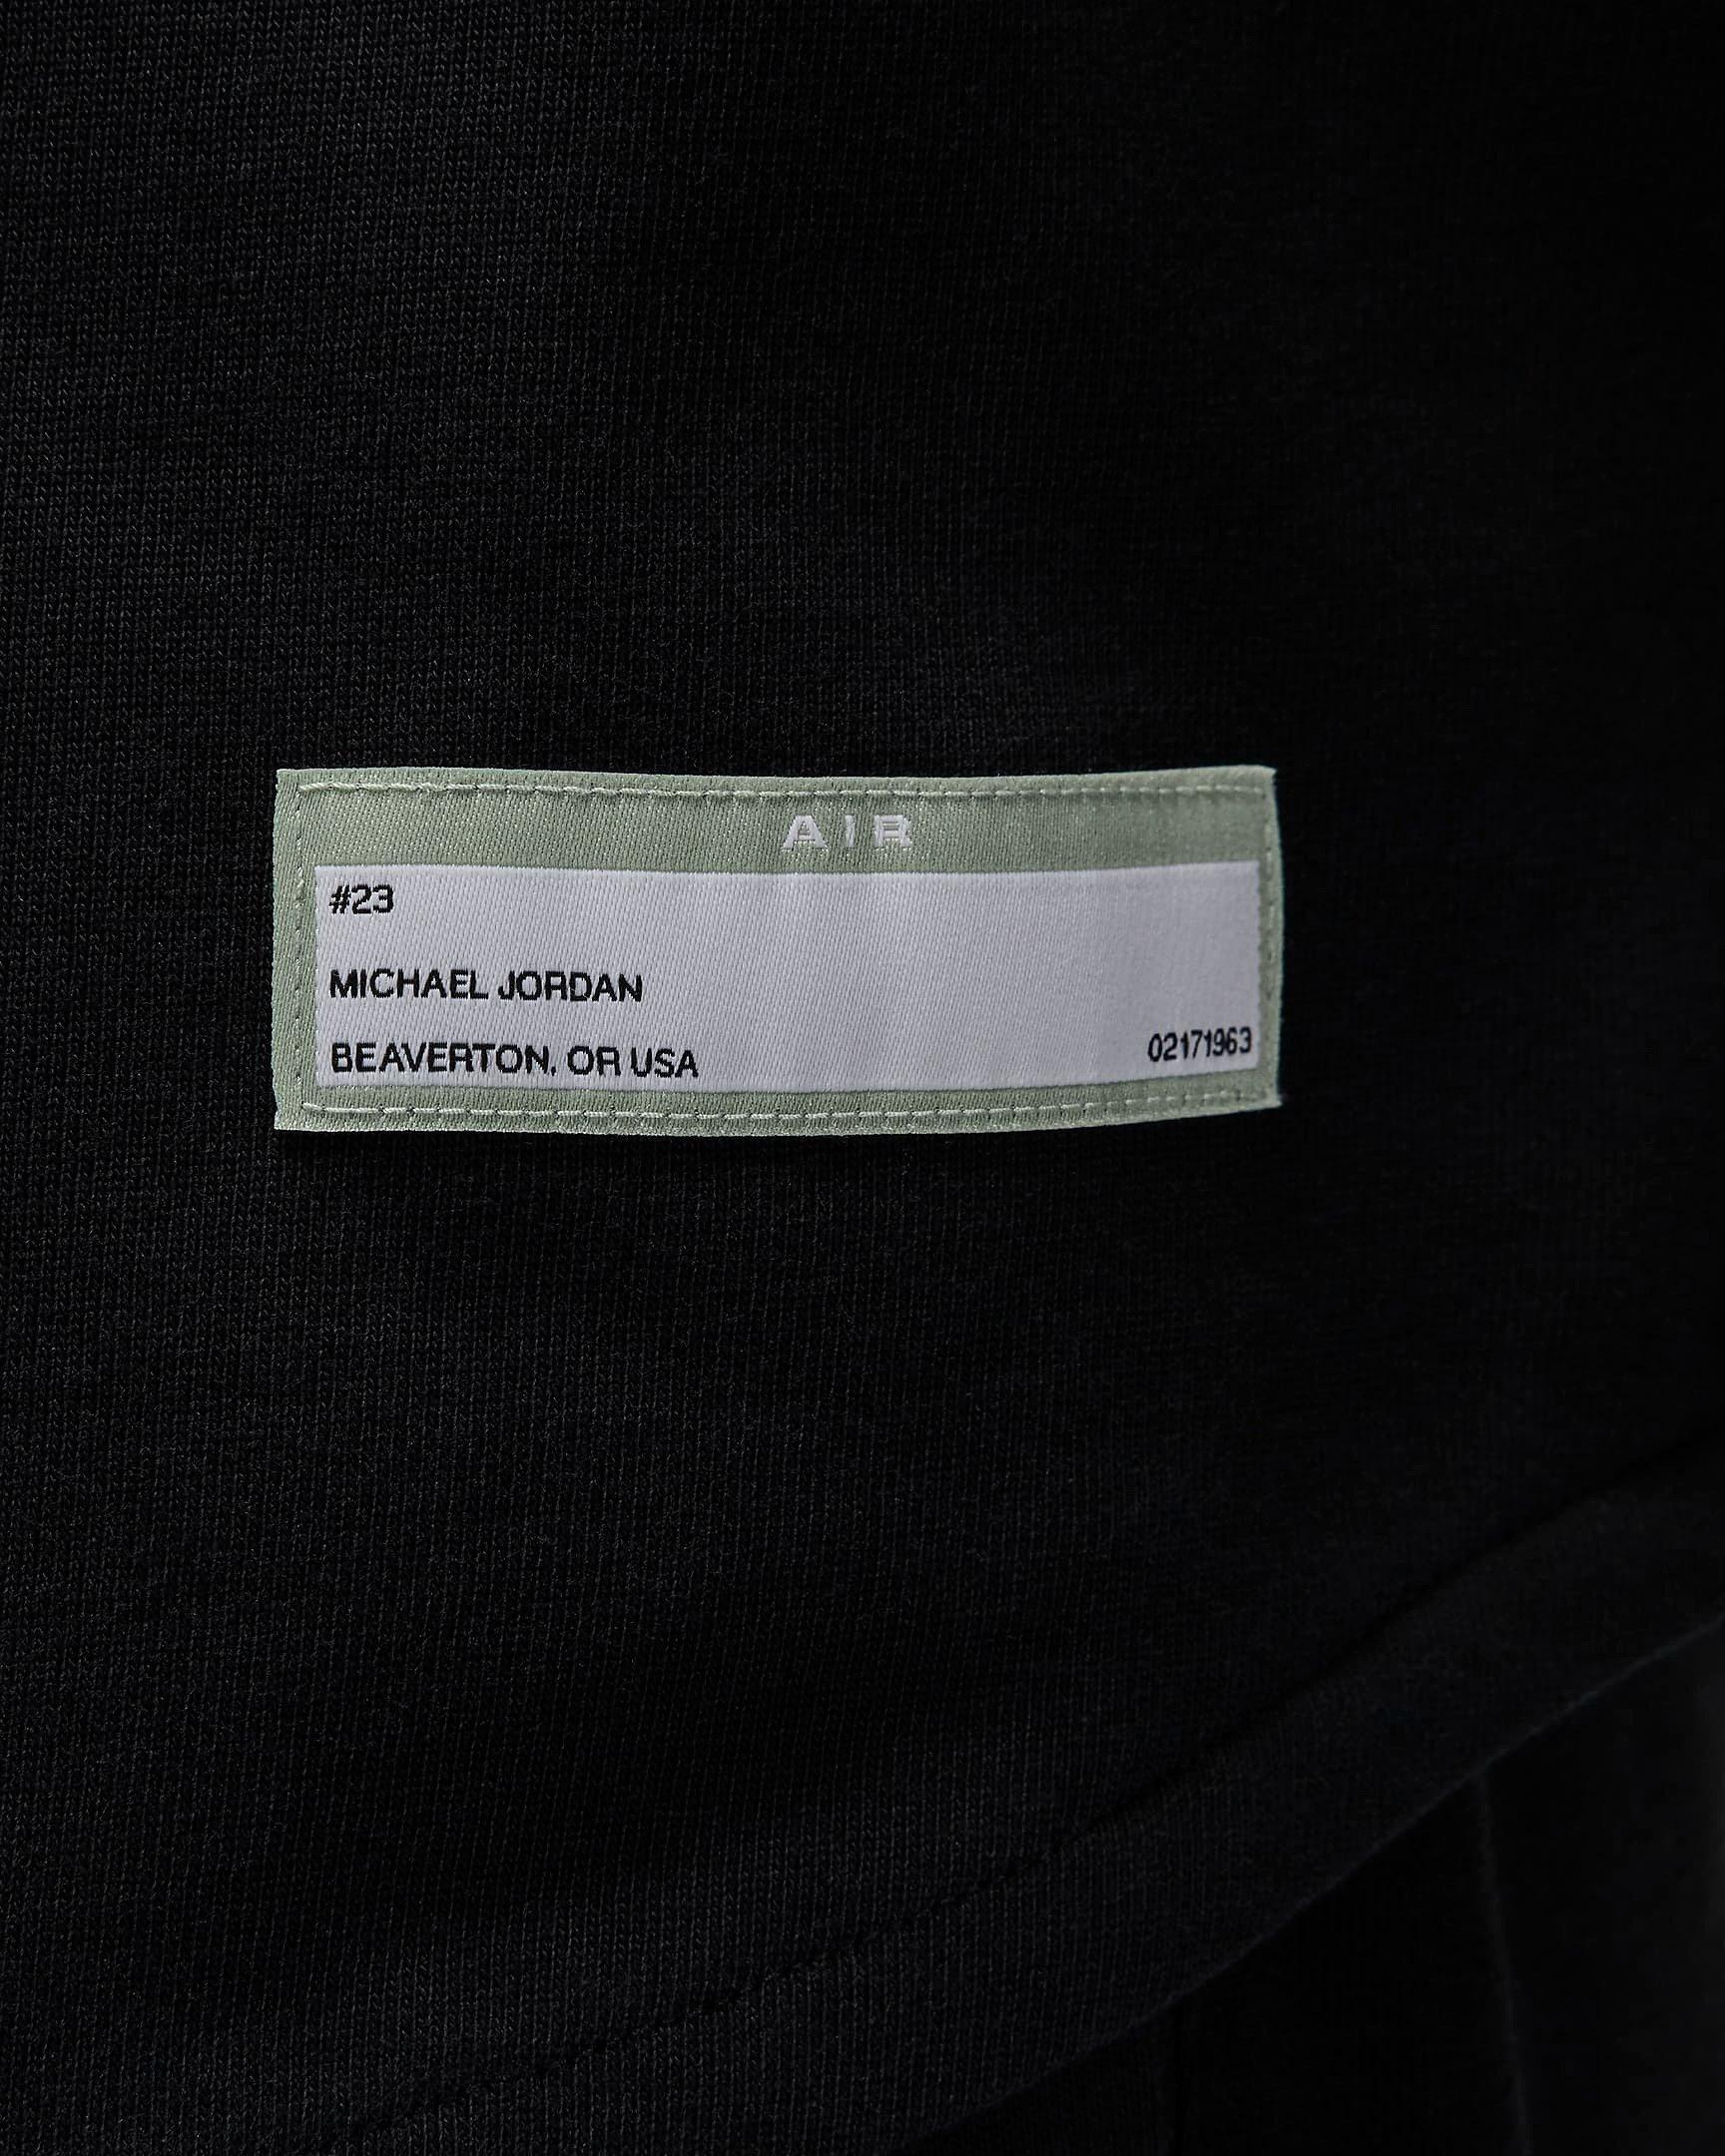 AIR
#23
MICHAEL JORDAN
BEAVERTON, OR USA
02171963